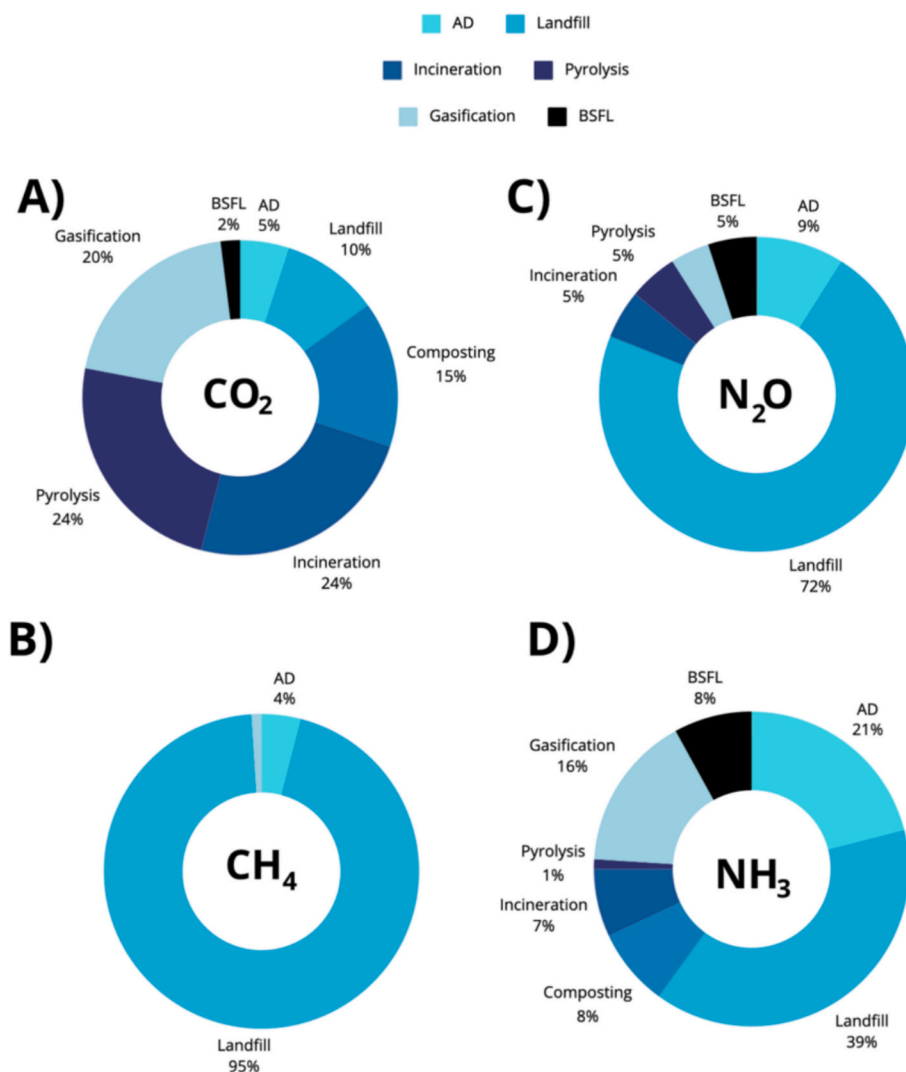 AD Landfill
Incineration Pyrolysis
Gasification BSFL
A)
BSFL
2%
AD
5%
Landfill
10%
Gasification
20%
Composting
15%
CO2
Pyrolysis
24%
Incineration
24%
C)
BSFL
5%
AD
9%
Pyrolysis
5%
Incineration
5%
N2O
Landfill
72%
B)
AD
4%
CH4
Landfill
95%
D)
BSFL
8%
AD
21%
Gasification
16%
Pyrolysis
1%
NH3
Incineration
7%
Composting
8%
Landfill
39%